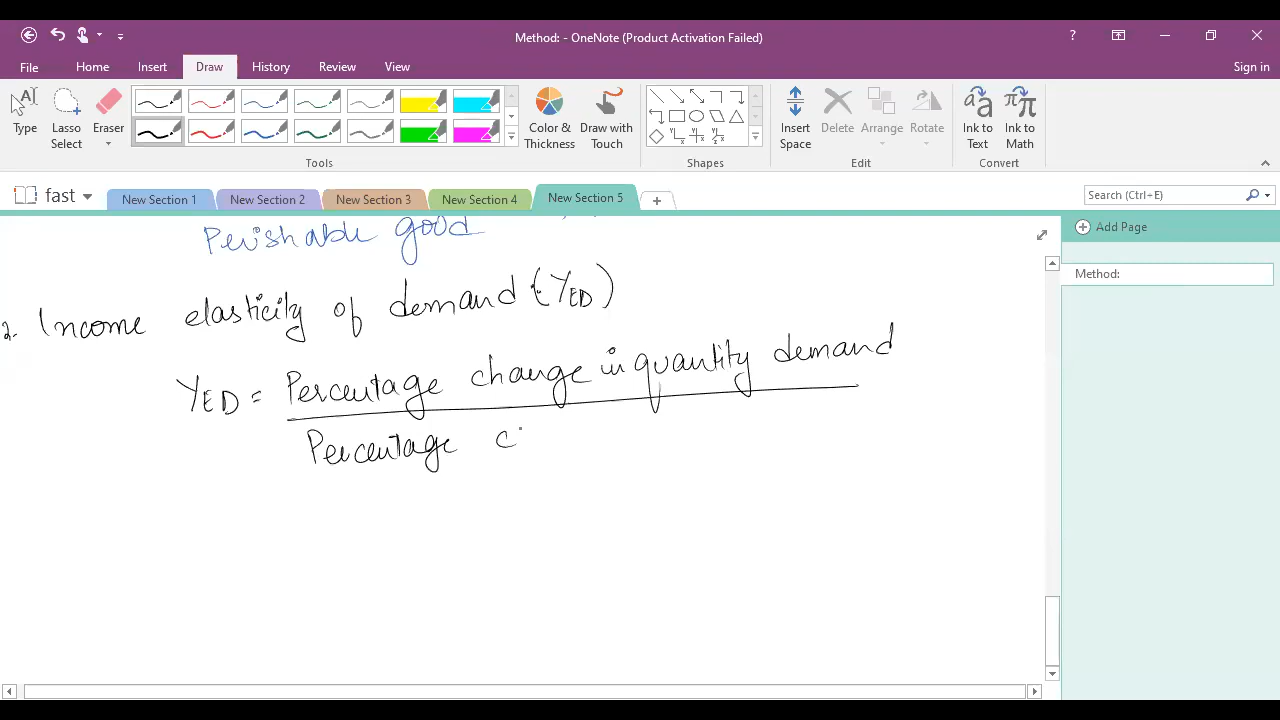 Method: - OneNote (Product Activation Failed)
?
File Home Insert Draw History Review View Sign in
Type Lasso Select Eraser Color & Thickness Draw with Touch Insert Space Delete Arrange Rotate Ink to Text Ink to Math
Tools Shapes Edit Convert
fast New Section 1 New Section 2 New Section 3 New Section 4 New Section 5 Search (Ctrl+E)
Add Page
Method:
Perishable good
2. Income elasticity of demand (YED)
YED = Percentage change in quantity demand
Percentage c